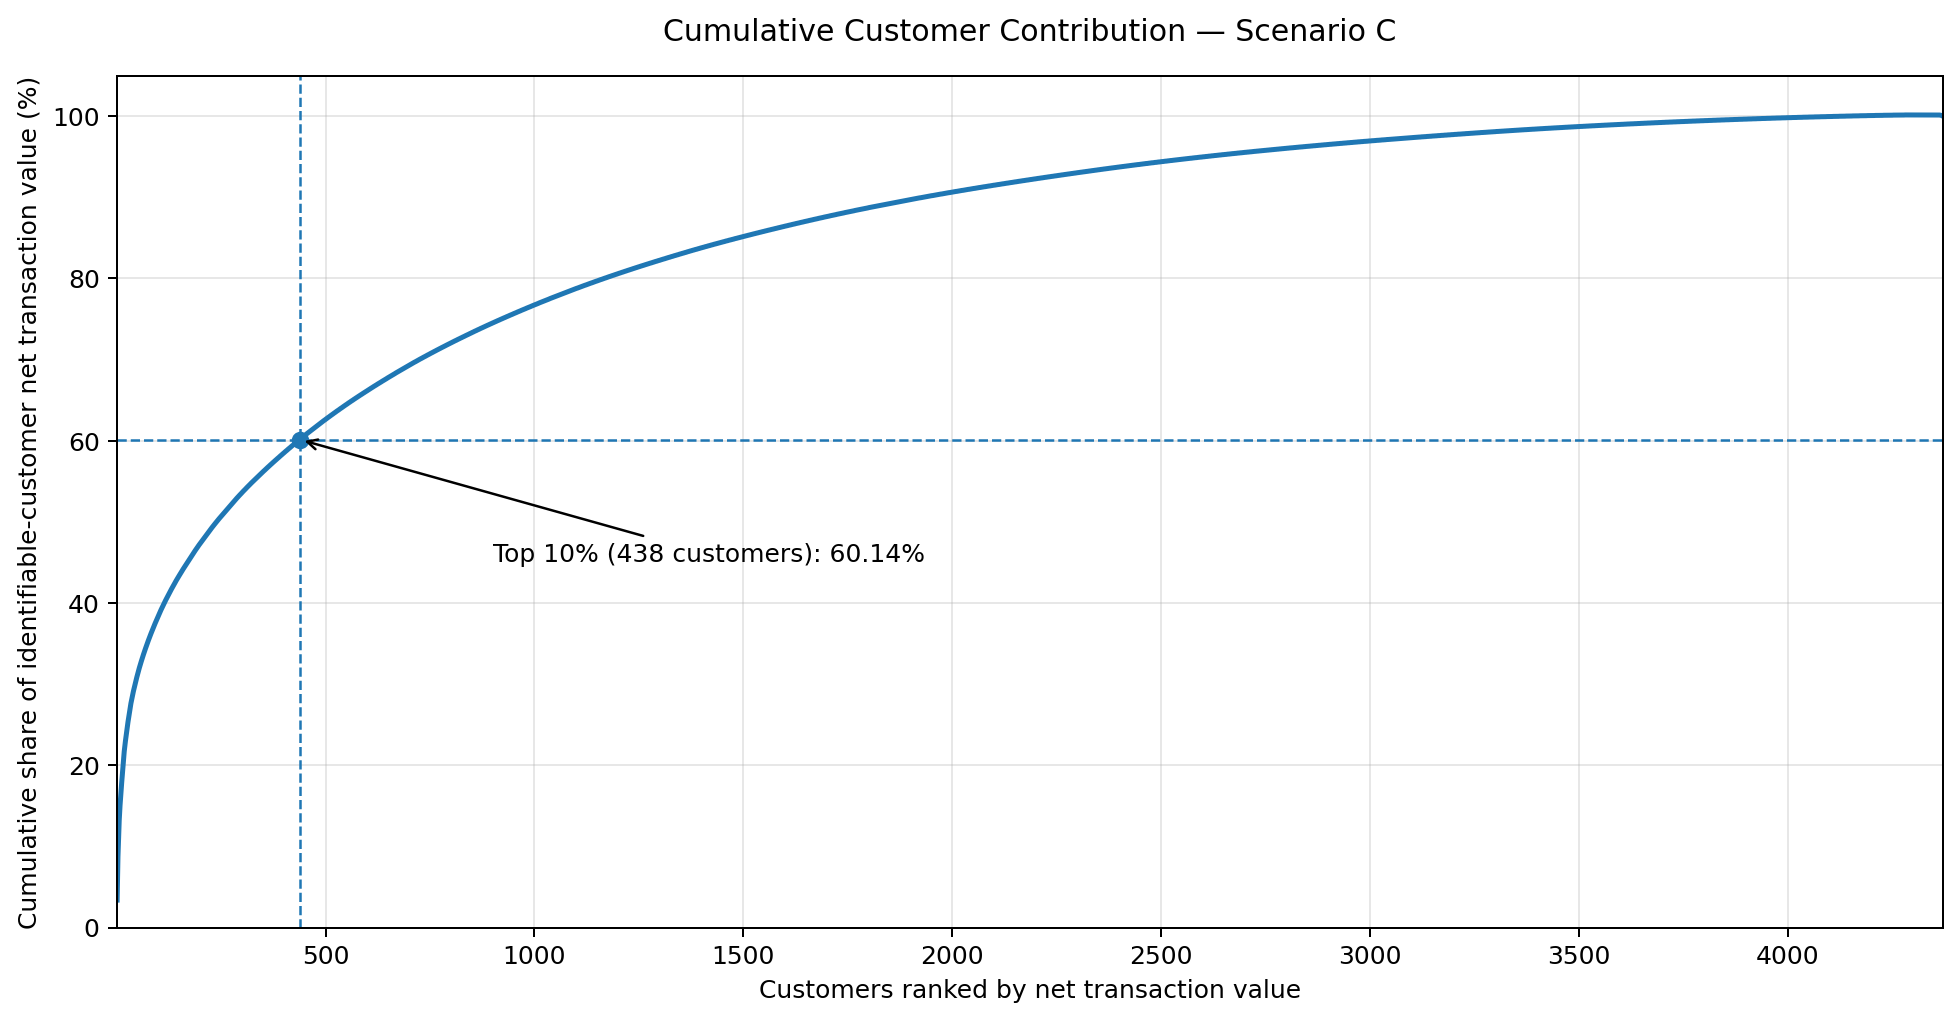 Cumulative Customer Contribution — Scenario C
Cumulative share of identifiable-customer net transaction value (%)
100
80
60
40
20
0
Top 10% (438 customers): 60.14%
500 1000 1500 2000 2500 3000 3500 4000
Customers ranked by net transaction value